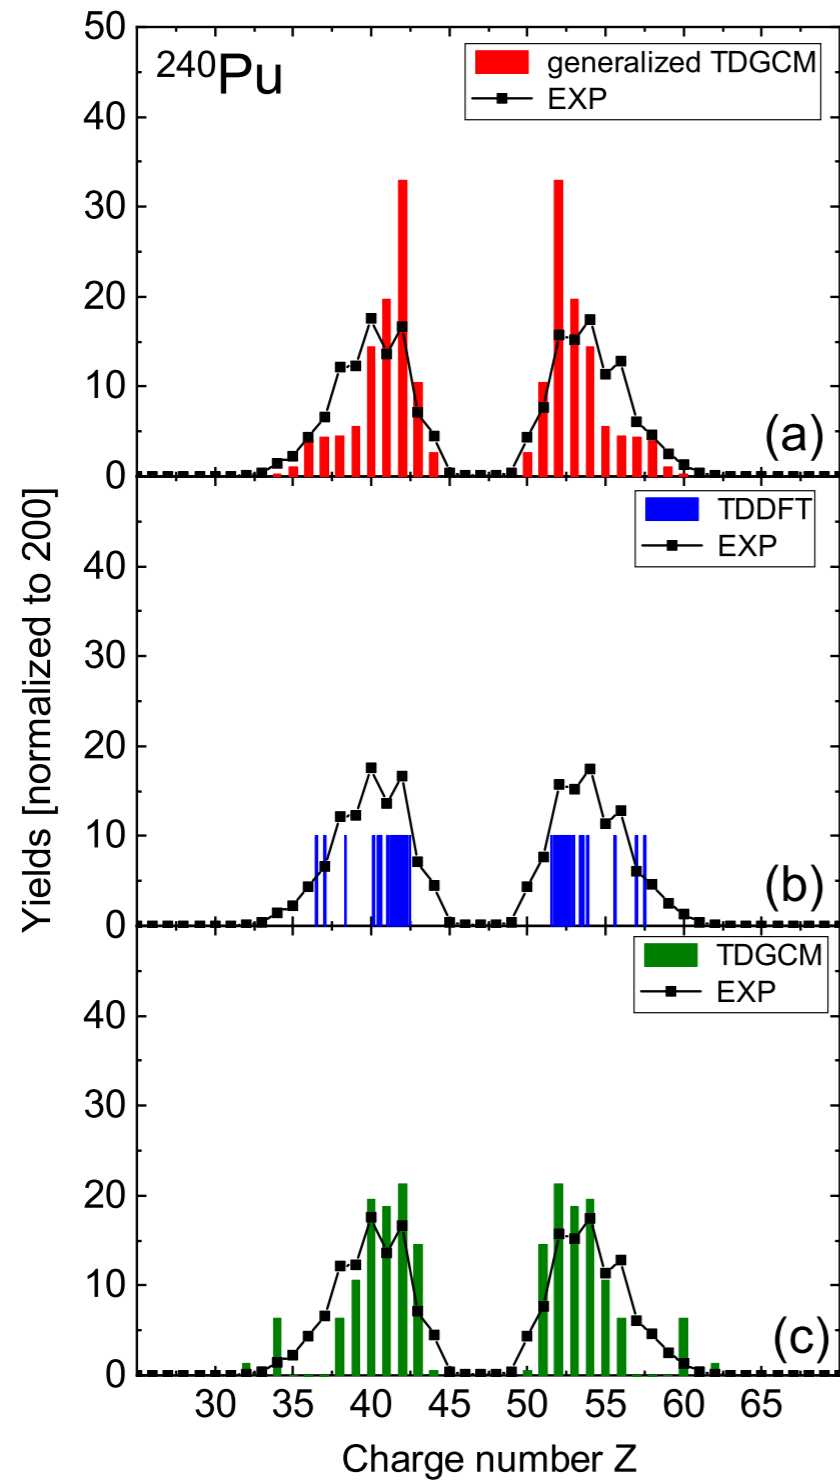 50
40
30
20
10
0
²⁴⁰Pu
generalized TDGCM
EXP
(a)
40
30
20
10
0
TDDFT
EXP
(b)
Yields [normalized to 200]
40
30
20
10
0
TDGCM
EXP
(c)
30 35 40 45 50 55 60 65
Charge number Z